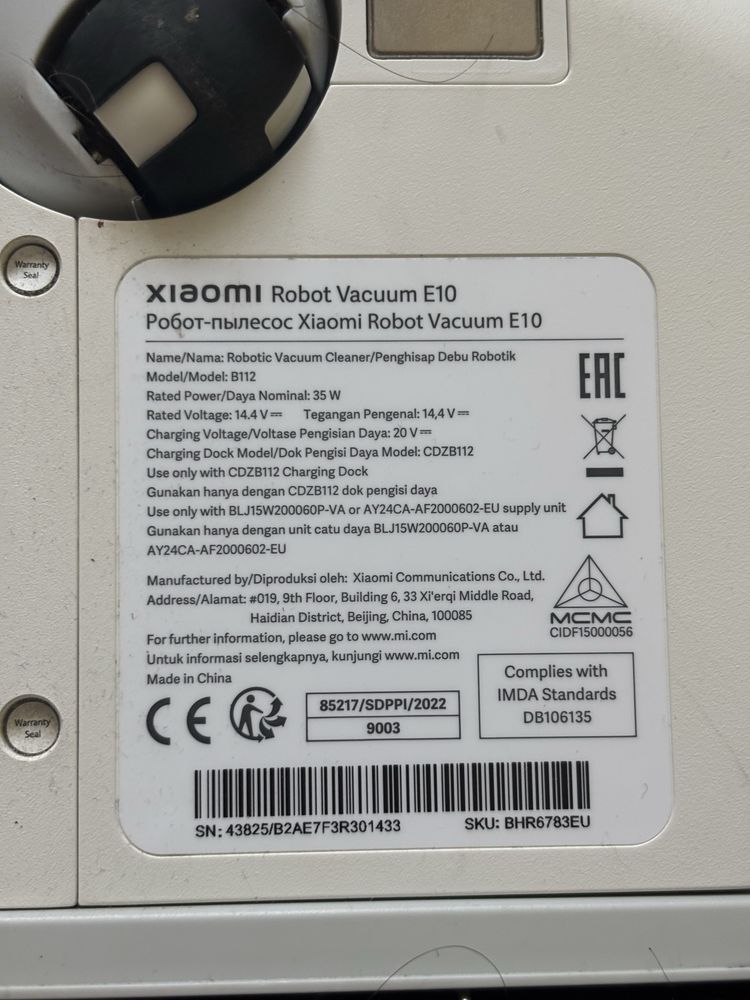 Warranty
Seal
xiaomi Robot Vacuum E10
Робот-пылесос Xiaomi Robot Vacuum E10
Name/Nama: Robotic Vacuum Cleaner/Penghisap Debu Robotik
Model/Model: B112
Rated Power/Daya Nominal: 35 W
Rated Voltage: 14.4 V⎓ Tegangan Pengenal: 14,4 V⎓
Charging Voltage/Voltase Pengisian Daya: 20 V⎓
Charging Dock Model/Dok Pengisi Daya Model: CDZB112
Use only with CDZB112 Charging Dock
Gunakan hanya dengan CDZB112 dok pengisi daya
Use only with BLJ15W200060P-VA or AY24CA-AF2000602-EU supply unit
Gunakan hanya dengan unit catu daya BLJ15W200060P-VA atau
AY24CA-AF2000602-EU
EAC
Manufactured by/Diproduksi oleh: Xiaomi Communications Co., Ltd.
Address/Alamat: #019, 9th Floor, Building 6, 33 Xi'erqi Middle Road,
Haidian District, Beijing, China, 100085
For further information, please go to www.mi.com
Untuk informasi selengkapnya, kunjungi www.mi.com
Made in China
MCMC
CIDF15000056
Warranty
Seal
CE
85217/SDPPI/2022
9003
Complies with
IMDA Standards
DB106135
SN: 43825/B2AE7F3R301433 SKU: BHR6783EU